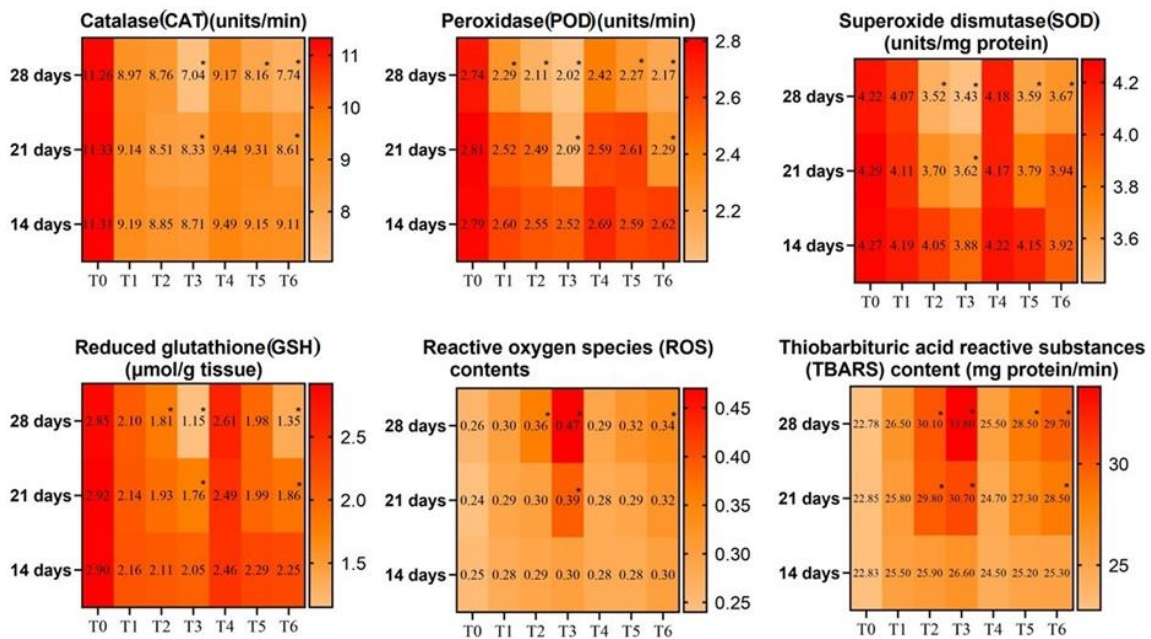 Catalase(CAT)(units/min)
28 days 11.26 8.97 8.76 7.04* 9.17 8.16* 7.74* 11
21 days 11.33 9.14 8.51 8.33* 9.44 9.31 8.61* 10
9
14 days 11.31 9.19 8.85 8.71 9.49 9.15 9.11 8
T0 T1 T2 T3 T4 T5 T6
Peroxidase(POD)(units/min)
28 days 2.74 2.29* 2.11* 2.02* 2.42 2.27* 2.17* 2.8
2.6
21 days 2.81 2.52 2.49 2.09* 2.59 2.61 2.29* 2.4
14 days 2.79 2.60 2.55 2.52 2.69 2.59 2.62 2.2
T0 T1 T2 T3 T4 T5 T6
Superoxide dismutase(SOD)
(units/mg protein)
28 days 4.22 4.07 3.52* 3.43* 4.18 3.59* 3.67* 4.2
4.0
21 days 4.29 4.11 3.70 3.62* 4.17 3.79 3.94 3.8
14 days 4.27 4.19 4.05 3.88 4.22 4.15 3.92 3.6
T0 T1 T2 T3 T4 T5 T6
Reduced glutathione(GSH)
(μmol/g tissue)
28 days 2.85 2.10 1.81* 1.15* 2.61 1.98 1.35* 2.5
21 days 2.92 2.14 1.93 1.76* 2.49 1.99 1.86* 2.0
14 days 2.90 2.16 2.11 2.05 2.46 2.29 2.25 1.5
T0 T1 T2 T3 T4 T5 T6
Reactive oxygen species (ROS)
contents
28 days 0.26 0.30 0.36* 0.47* 0.29 0.32 0.34* 0.45
0.40
21 days 0.24 0.29 0.30 0.39* 0.28 0.29 0.32 0.35
0.30
14 days 0.25 0.28 0.29 0.30 0.28 0.28 0.30 0.25
T0 T1 T2 T3 T4 T5 T6
Thiobarbituric acid reactive substances
(TBARS) content (mg protein/min)
28 days 22.78 26.50 30.10* 33.80* 25.50 28.50* 29.70*
30
21 days 22.85 25.80 29.80* 30.70* 24.70 27.30 28.50*
14 days 22.83 25.50 25.90 26.60 24.50 25.20 25.30 25
T0 T1 T2 T3 T4 T5 T6